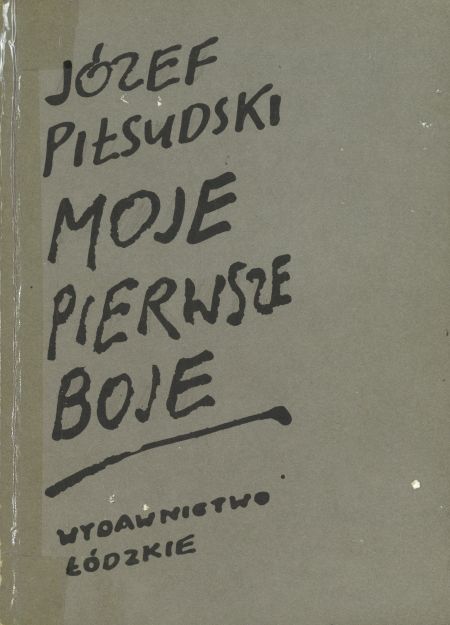 JÓZEF
PIŁSUDSKI
MOJE
PIERWSZE
BOJE
WYDAWNICTWO
ŁÓDZKIE